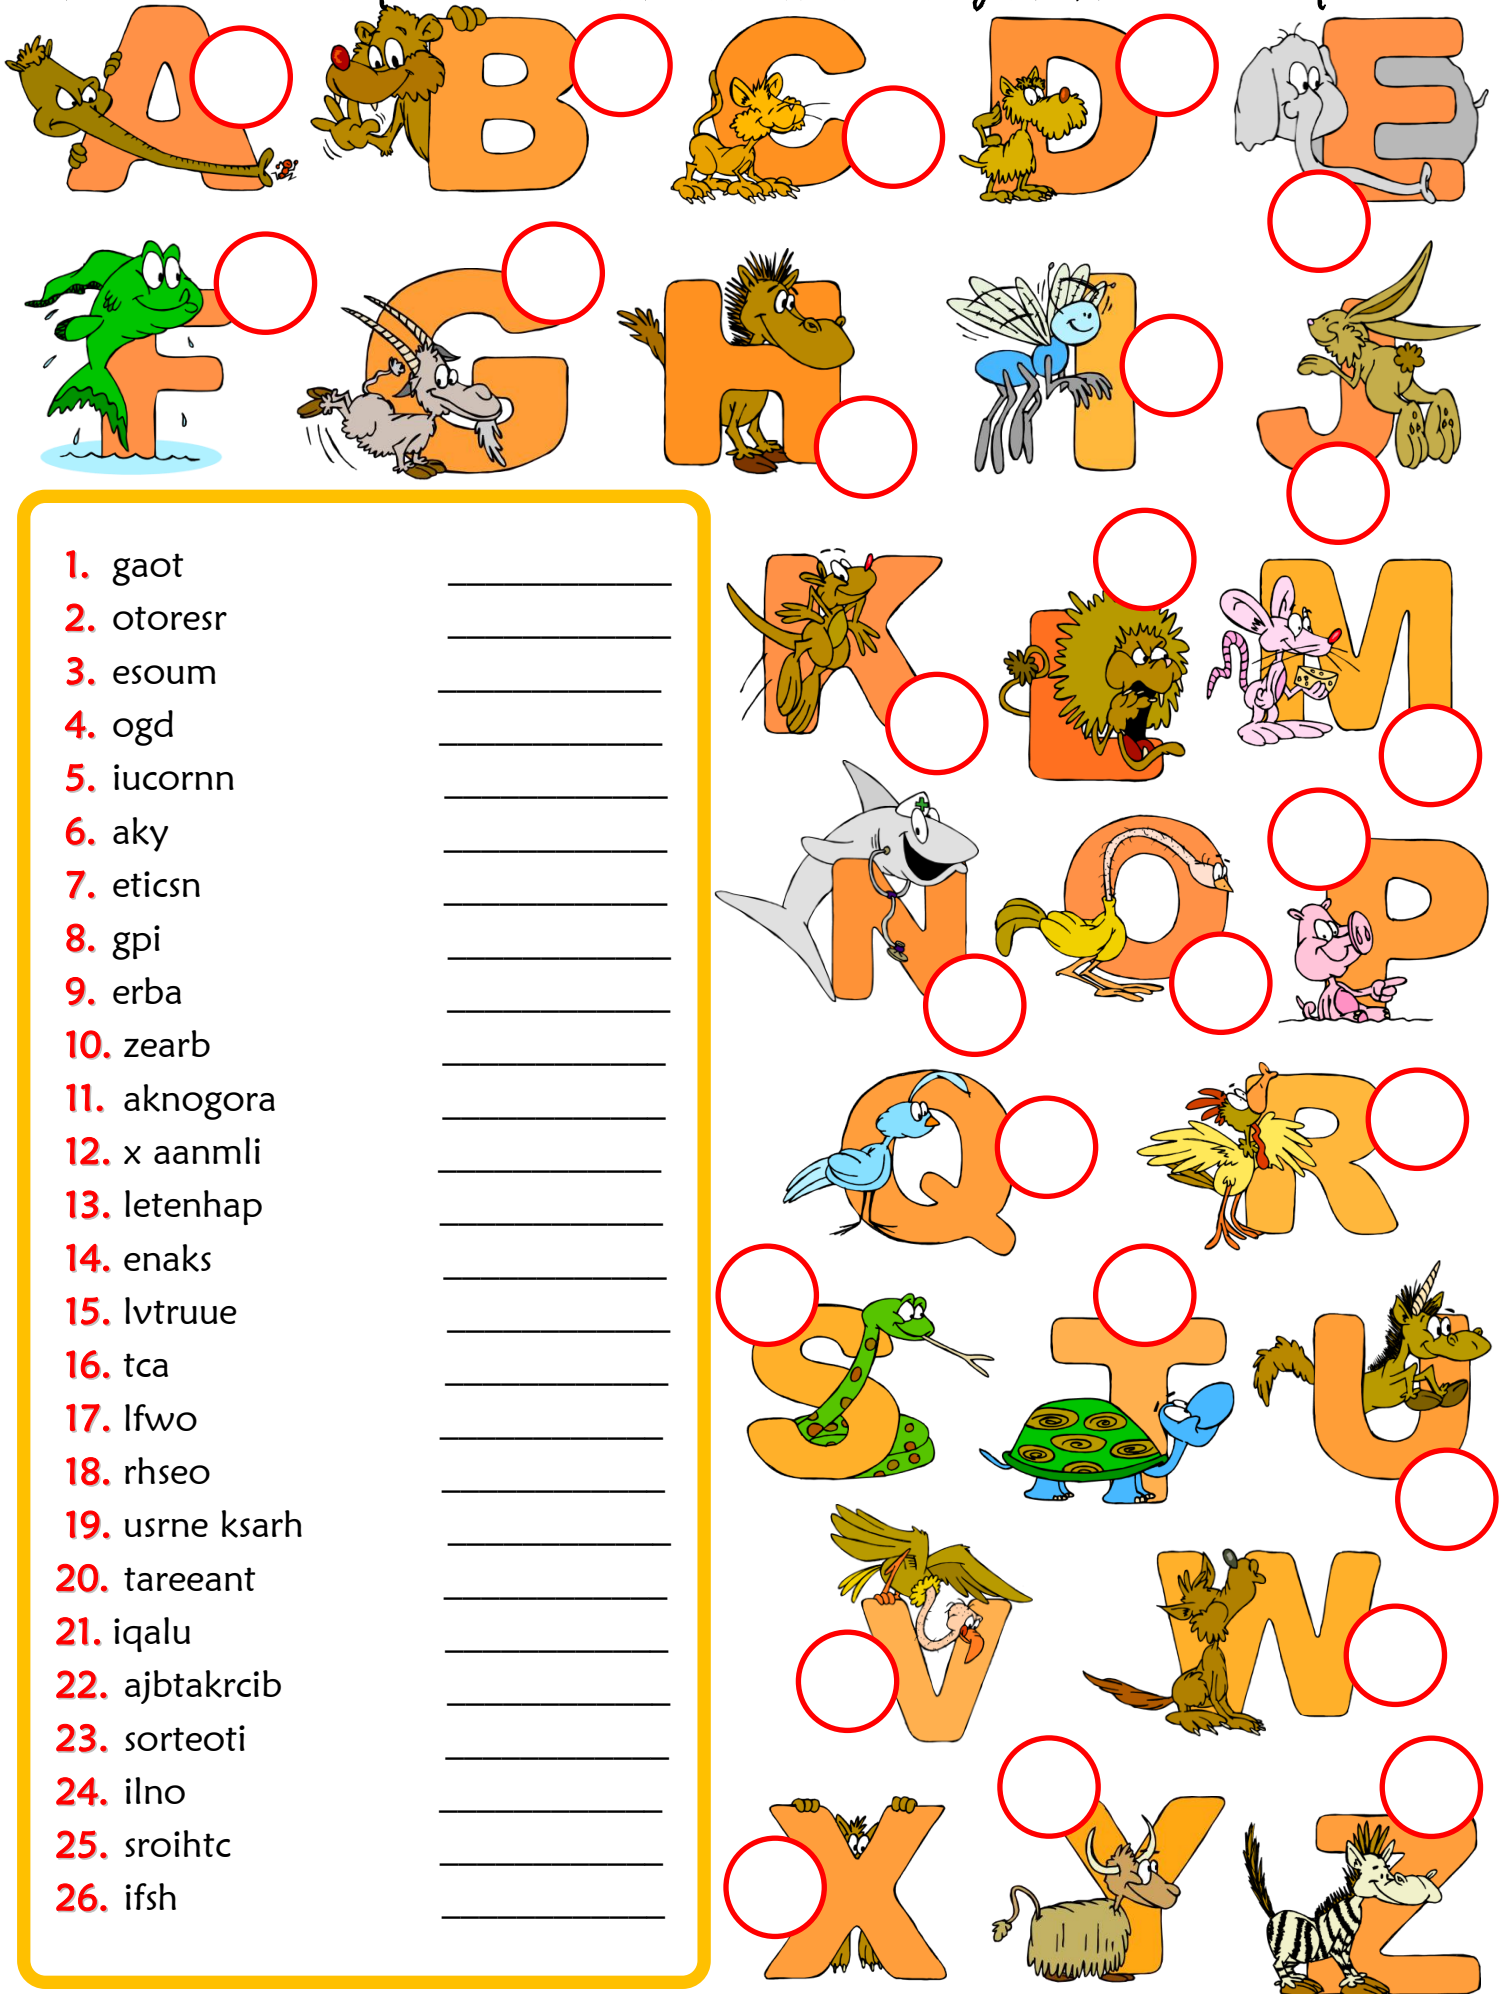 A B C D E
F G H I J
1. gaot
2. otoresr
3. esoum
4. ogd
5. iucornn
6. aky
7. eticsn
8. gpi
9. erba
10. zearb
11. aknogora
12. x aanmli
13. letenhap
14. enaks
15. lvtruue
16. tca
17. lfwo
18. rhseo
19. usrne ksarh
20. tareeant
21. iqalu
22. ajbtakrcib
23. sorteoti
24. ilno
25. sroihtc
26. ifsh
K L M
N O P
Q R
S T U
V W
X Y Z